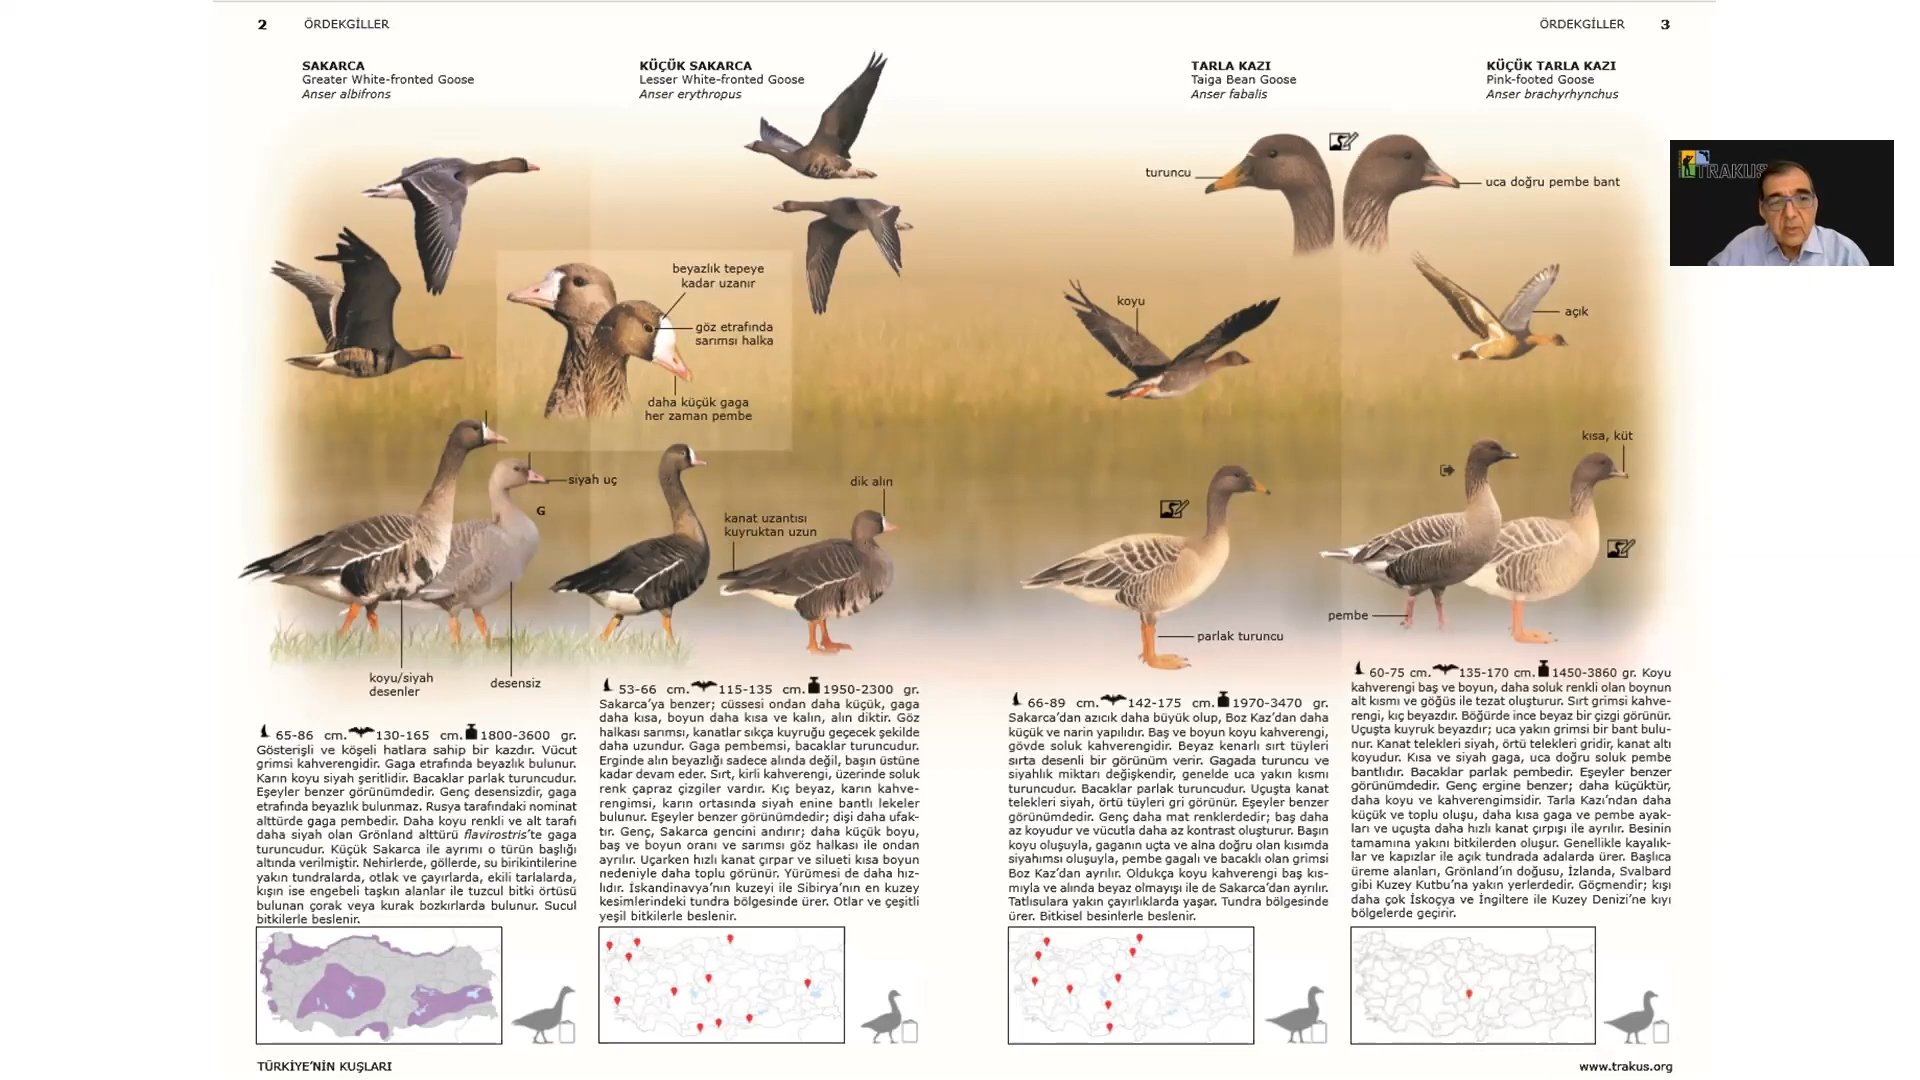 2 ÖRDEKGİLLER
ÖRDEKGİLLER 3
SAKARCA
Greater White-fronted Goose
Anser albifrons
KÜÇÜK SAKARCA
Lesser White-fronted Goose
Anser erythropus
TARLA KAZI
Taiga Bean Goose
Anser fabalis
KÜÇÜK TARLA KAZI
Pink-footed Goose
Anser brachyrhynchus
TRAKUS
turuncu
uca doğru pembe bant
beyazlık tepeye
kadar uzanır
göz etrafında
sarımsı halka
daha küçük gaga
her zaman pembe
koyu
açık
siyah uç
G
kanat uzantısı
kuyruktan uzun
dik alın
kısa, küt
pembe
parlak turuncu
koyu/siyah
desenler
desensiz
65-86 cm. 130-165 cm. 1800-3600 gr.
Gösterişli ve köşeli hatlara sahip bir kazdır. Vücut
grimsi kahverengidir. Gaga etrafında beyazlık bulunur.
Karın koyu siyah şeritlidir. Bacaklar parlak turuncudur.
Eşeyler benzer görünümdedir. Genç desensizdir, gaga
etrafında beyazlık bulunmaz. Rusya tarafındaki nominat
alttürde gaga pembedir. Daha koyu renkli ve alt tarafı
daha siyah olan Grönland alttürü flavirostris'te gaga
turuncudur. Küçük Sakarca ile ayrımı o türün başlığı
altında verilmiştir. Nehirlerde, göllerde, su birikintilerine
yakın tundralarda, otlak ve çayırlarda, ekili tarlalarda,
kışın ise engebeli taşkın alanlar ile tuzcul bitki örtüsü
bulunan çorak veya kurak bozkırlarda bulunur. Sucul
bitkilerle beslenir.
53-66 cm. 115-135 cm. 1950-2300 gr.
Sakarca'ya benzer; cüssesi ondan daha küçük, gaga
daha kısa, boyun daha kısa ve kalın, alın diktir. Göz
halkası sarımsı, kanatlar sıkça kuyruğu geçecek şekilde
daha uzundur. Gaga pembemsi, bacaklar turuncudur.
Erginde alın beyazlığı sadece alında değil, başın üstüne
kadar devam eder. Sırt, kirli kahverengi, üzerinde soluk
renk çapraz çizgiler vardır. Kıç beyaz, karın kahve-
rengimsi, karın ortasında siyah enine bantlı lekeler
bulunur. Eşeyler benzer görünümdedir; dişi daha ufak-
tır. Genç, Sakarca gencini andırır; daha küçük boyu,
baş ve boyun oranı ve sarımsı göz halkası ile ondan
ayrılır. Uçarken hızlı kanat çırpar ve silueti kısa boyun
nedeniyle daha toplu görünür. Yürümesi de daha hız-
lıdır. İskandinavya'nın kuzeyi ile Sibirya'nın en kuzey
kesimlerindeki tundra bölgesinde ürer. Otlar ve çeşitli
yeşil bitkilerle beslenir.
66-89 cm. 142-175 cm. 1970-3470 gr.
Sakarca'dan azıcık daha büyük olup, Boz Kaz'dan daha
küçük ve narin yapılıdır. Baş ve boyun koyu kahverengi,
gövde soluk kahverengidir. Beyaz kenarlı sırt tüyleri
sırta desenli bir görünüm verir. Gagada turuncu ve
siyahlık miktarı değişkendir, genelde uca yakın kısmı
turuncudur. Bacaklar parlak turuncudur. Uçuşta kanat
telekleri siyah, örtü tüyleri gri görünür. Eşeyler benzer
görünümdedir. Genç daha mat renklerdedir; baş daha
az koyudur ve vücutla daha az kontrast oluşturur. Başın
koyu oluşuyla, gaganın uçta ve alna doğru olan kısımda
siyahımsı oluşuyla, pembe gagalı ve bacaklı olan grimsi
Boz Kaz'dan ayrılır. Oldukça koyu kahverengi baş kıs-
mıyla ve alında beyaz olmayışı ile de Sakarca'dan ayrılır.
Tatlısulara yakın çayırlıklarda yaşar. Tundra bölgesinde
ürer. Bitkisel besinlerle beslenir.
60-75 cm. 135-170 cm. 1450-3860 gr. Koyu
kahverengi baş ve boyun, daha soluk renkli olan boynun
alt kısmı ve göğüs ile tezat oluşturur. Sırt grimsi kahve-
rengi, kıç beyazdır. Böğürde ince beyaz bir çizgi görünür.
Uçuşta kuyruk beyazdır; uca yakın grimsi bir bant bulu-
nur. Kanat telekleri siyah, örtü telekleri gridir, kanat altı
koyudur. Kısa ve siyah gaga, uca doğru soluk pembe
bantlıdır. Bacaklar parlak pembedir. Eşeyler benzer
görünümdedir. Genç ergine benzer; daha küçüktür,
daha koyu ve kahverengimsidir. Tarla Kazı'ndan daha
küçük ve toplu oluşu, daha kısa gaga ve pembe ayak-
ları ve uçuşta daha hızlı kanat çırpışı ile ayrılır. Besinin
tamamına yakını bitkilerden oluşur. Genellikle kayalık-
lar ve kapızlar ile açık tundrada adalarda ürer. Başlıca
üreme alanları, Grönland'ın doğusu, İzlanda, Svalbard
gibi Kuzey Kutbu'na yakın yerlerdedir. Göçmendir; kışı
daha çok İskoçya ve İngiltere ile Kuzey Denizi'ne kıyı
bölgelerde geçirir.
TÜRKİYE'NİN KUŞLARI
www.trakus.org